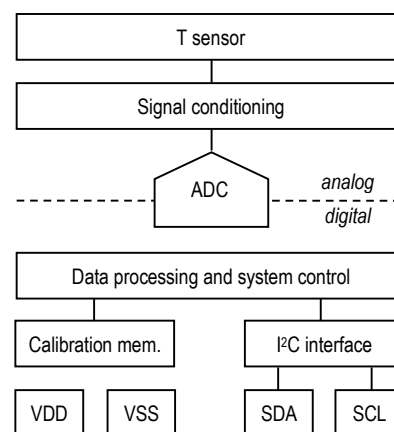 T sensor
Signal conditioning
ADC
analog
digital
Data processing and system control
Calibration mem.
I²C interface
VDD
VSS
SDA
SCL